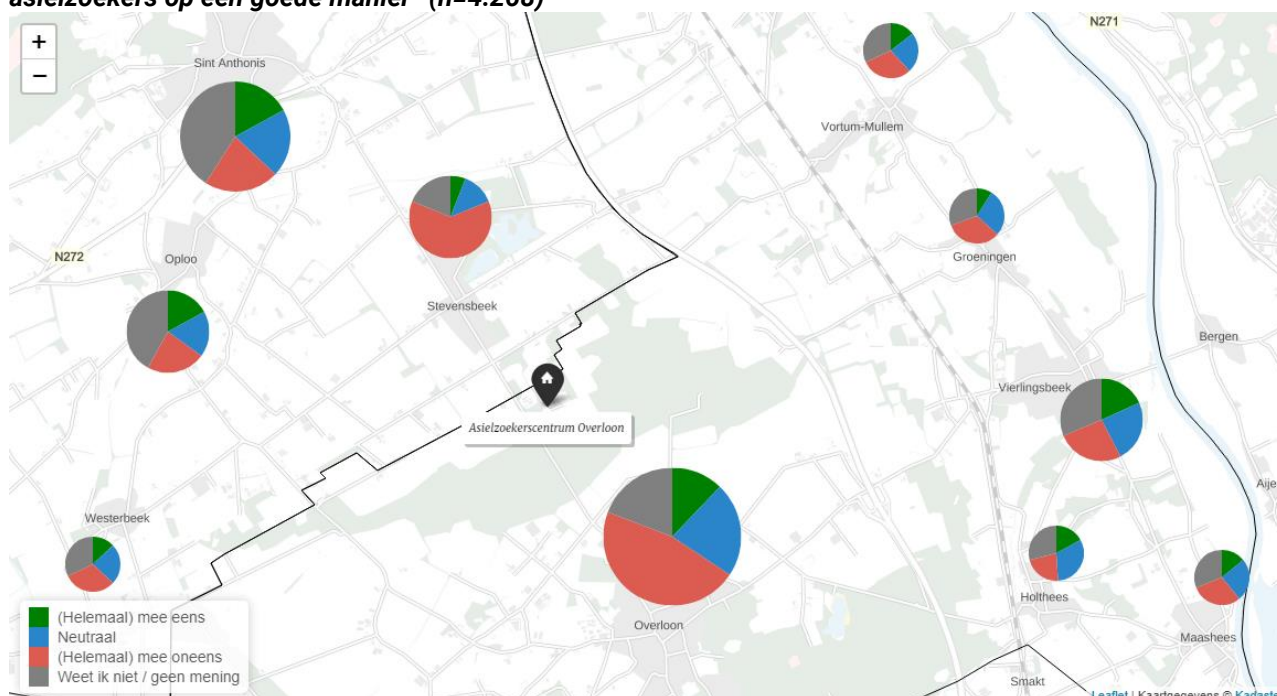 asielzoekers op een goede manier" (n=4.208)
+
−
N271
Sint Anthonis
Vortum-Mullem
N272
Oploo
Groeningen
Stevensbeek
Bergen
Vierlingsbeek
Asielzoekerscentrum Overloon
Aije
Westerbeek
Holthees
(Helemaal) mee eens
Neutraal
Overloon
Maashees
(Helemaal) mee oneens
Weet ik niet / geen mening
Smakt
Leaflet | Kaartgegevens © Kadaste